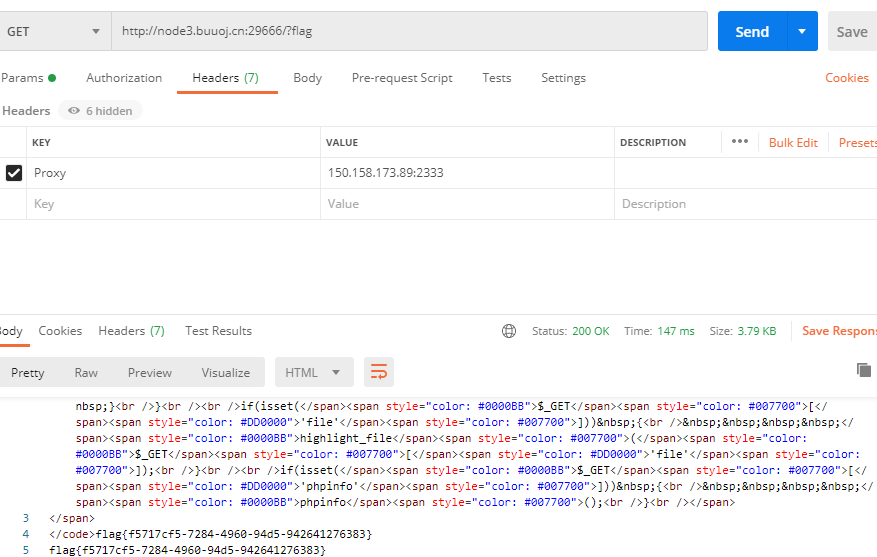 GET http://node3.buuoj.cn:29666/?flag Send Save
Params Authorization Headers (7) Body Pre-request Script Tests Settings Cookies
Headers 6 hidden
KEY VALUE DESCRIPTION ••• Bulk Edit Presets
Proxy 150.158.173.89:2333
Key Value Description
Body Cookies Headers (7) Test Results Status: 200 OK Time: 147 ms Size: 3.79 KB Save Respons
Pretty Raw Preview Visualize HTML
nbsp;}<br />}<br /><br />if(isset(</span><span style="color: #0000BB">$_GET</span><span style="color: #007700">[</
span><span style="color: #DD0000">'file'</span><span style="color: #007700">]))&nbsp;{<br />&nbsp;&nbsp;&nbsp;&nbsp;</
span><span style="color: #0000BB">highlight_file</span><span style="color: #007700">(</span><span style="color:
#0000BB">$_GET</span><span style="color: #007700">[</span><span style="color: #DD0000">'file'</span><span style="color:
#007700">]);<br />}<br /><br />if(isset(</span><span style="color: #0000BB">$_GET</span><span style="color: #007700">[</
span><span style="color: #DD0000">'phpinfo'</span><span style="color: #007700">]))&nbsp;{<br />&nbsp;&nbsp;&nbsp;&nbsp;</
span><span style="color: #0000BB">phpinfo</span><span style="color: #007700">();<br />}<br /></span>
3 </span>
4 </code>flag{f5717cf5-7284-4960-94d5-942641276383}
5 flag{f5717cf5-7284-4960-94d5-942641276383}